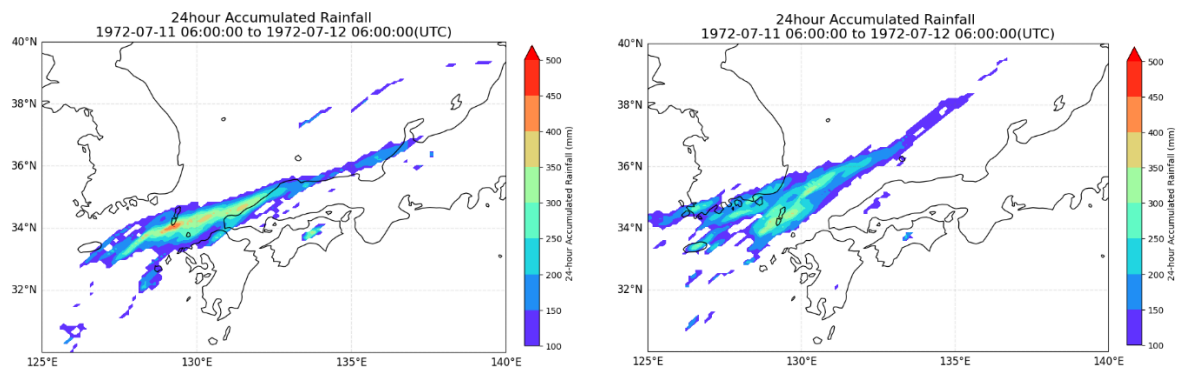 24hour Accumulated Rainfall
1972-07-11 06:00:00 to 1972-07-12 06:00:00(UTC)
40°N
38°N
36°N
34°N
32°N
125°E 130°E 135°E 140°E
500
450
400
350
300
250
200
150
100
24-hour Accumulated Rainfall (mm)
24hour Accumulated Rainfall
1972-07-11 06:00:00 to 1972-07-12 06:00:00(UTC)
40°N
38°N
36°N
34°N
32°N
125°E 130°E 135°E 140°E
500
450
400
350
300
250
200
150
100
24-hour Accumulated Rainfall (mm)